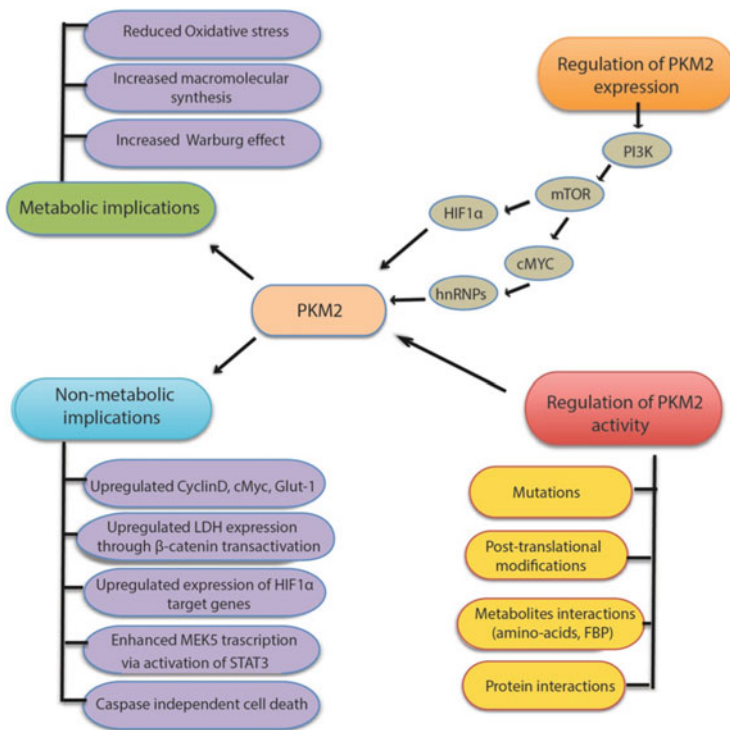 Reduced Oxidative stress
Increased macromolecular
synthesis
Increased Warburg effect
Metabolic implications
Regulation of PKM2
expression
PI3K
mTOR
HIF1α
cMYC
hnRNPs
PKM2
Non-metabolic
implications
Upregulated CyclinD, cMyc, Glut-1
Upregulated LDH expression
through β-catenin transactivation
Upregulated expression of HIF1α
target genes
Enhanced MEK5 trascription
via activation of STAT3
Caspase independent cell death
Regulation of PKM2
activity
Mutations
Post-translational
modifications
Metabolites interactions
(amino-acids, FBP)
Protein interactions